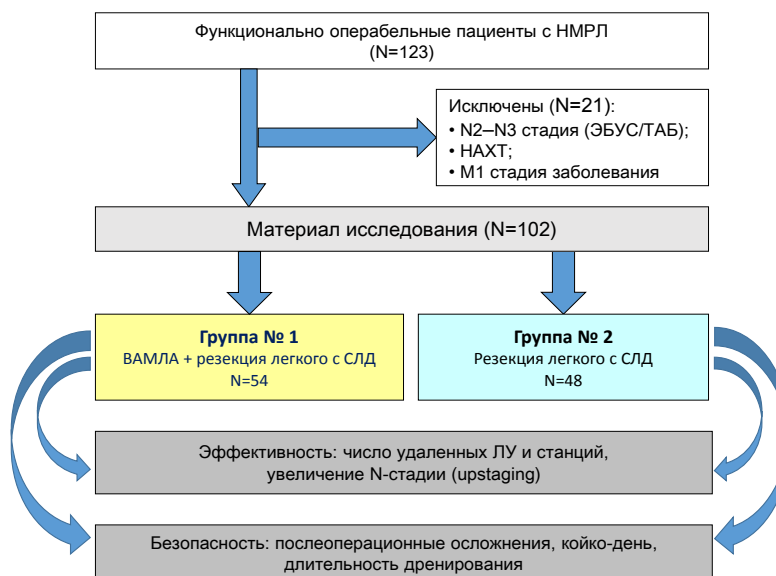 Функционально операбельные пациенты с НМРЛ
(N=123)
Исключены (N=21):
• N2–N3 стадия (ЭБУС/ТАБ);
• НАХТ;
• M1 стадия заболевания
Материал исследования (N=102)
Группа № 1
ВАМЛА + резекция легкого с СЛД
N=54
Группа № 2
Резекция легкого с СЛД
N=48
Эффективность: число удаленных ЛУ и станций,
увеличение N-стадии (upstaging)
Безопасность: послеоперационные осложнения, койко-день,
длительность дренирования